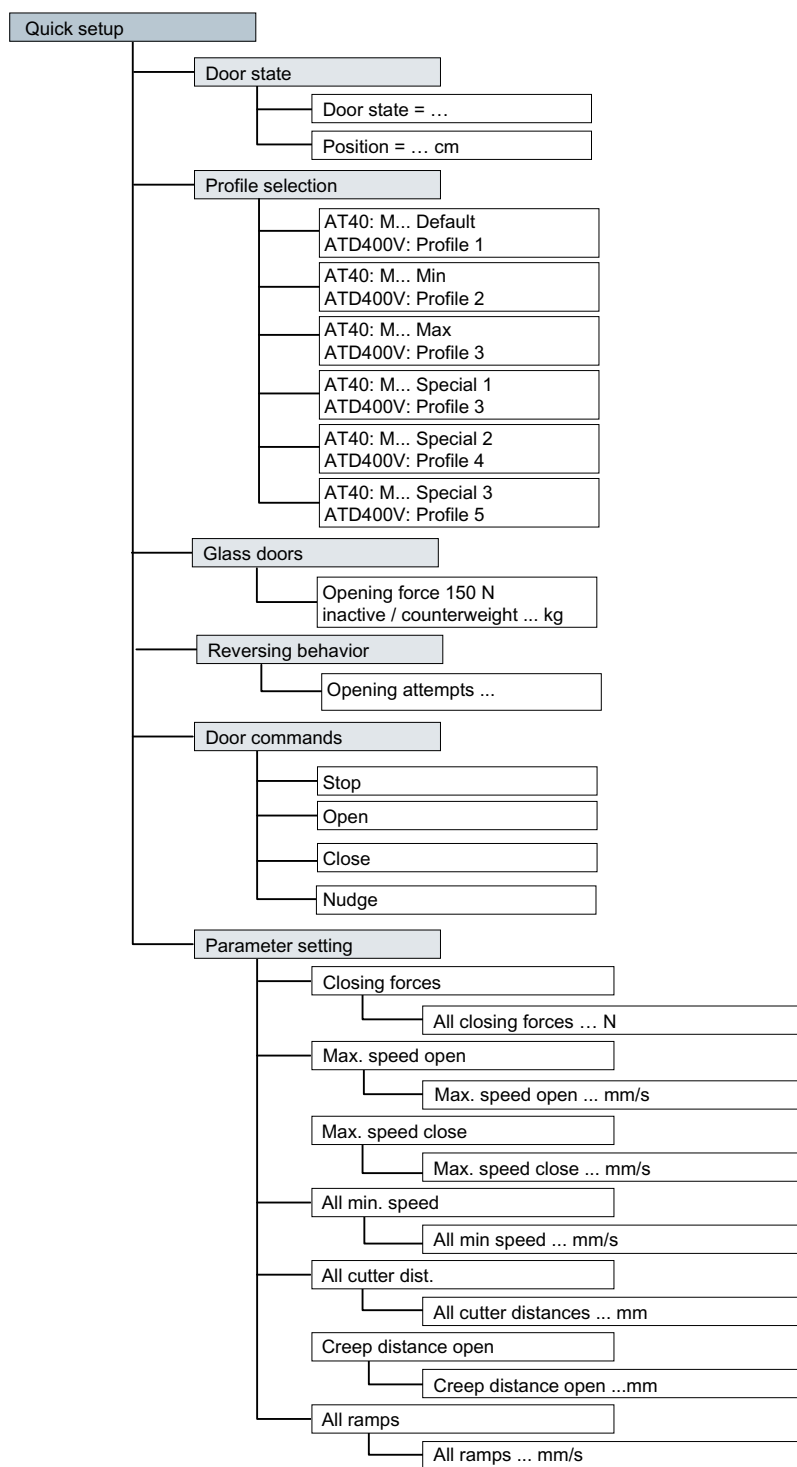 Quick setup
Door state
Door state = …
Position = … cm
Profile selection
AT40: M... Default
ATD400V: Profile 1
AT40: M... Min
ATD400V: Profile 2
AT40: M... Max
ATD400V: Profile 3
AT40: M... Special 1
ATD400V: Profile 3
AT40: M... Special 2
ATD400V: Profile 4
AT40: M... Special 3
ATD400V: Profile 5
Glass doors
Opening force 150 N
inactive / counterweight ... kg
Reversing behavior
Opening attempts ...
Door commands
Stop
Open
Close
Nudge
Parameter setting
Closing forces
All closing forces … N
Max. speed open
Max. speed open ... mm/s
Max. speed close
Max. speed close ... mm/s
All min. speed
All min speed ... mm/s
All cutter dist.
All cutter distances ... mm
Creep distance open
Creep distance open ...mm
All ramps
All ramps ... mm/s